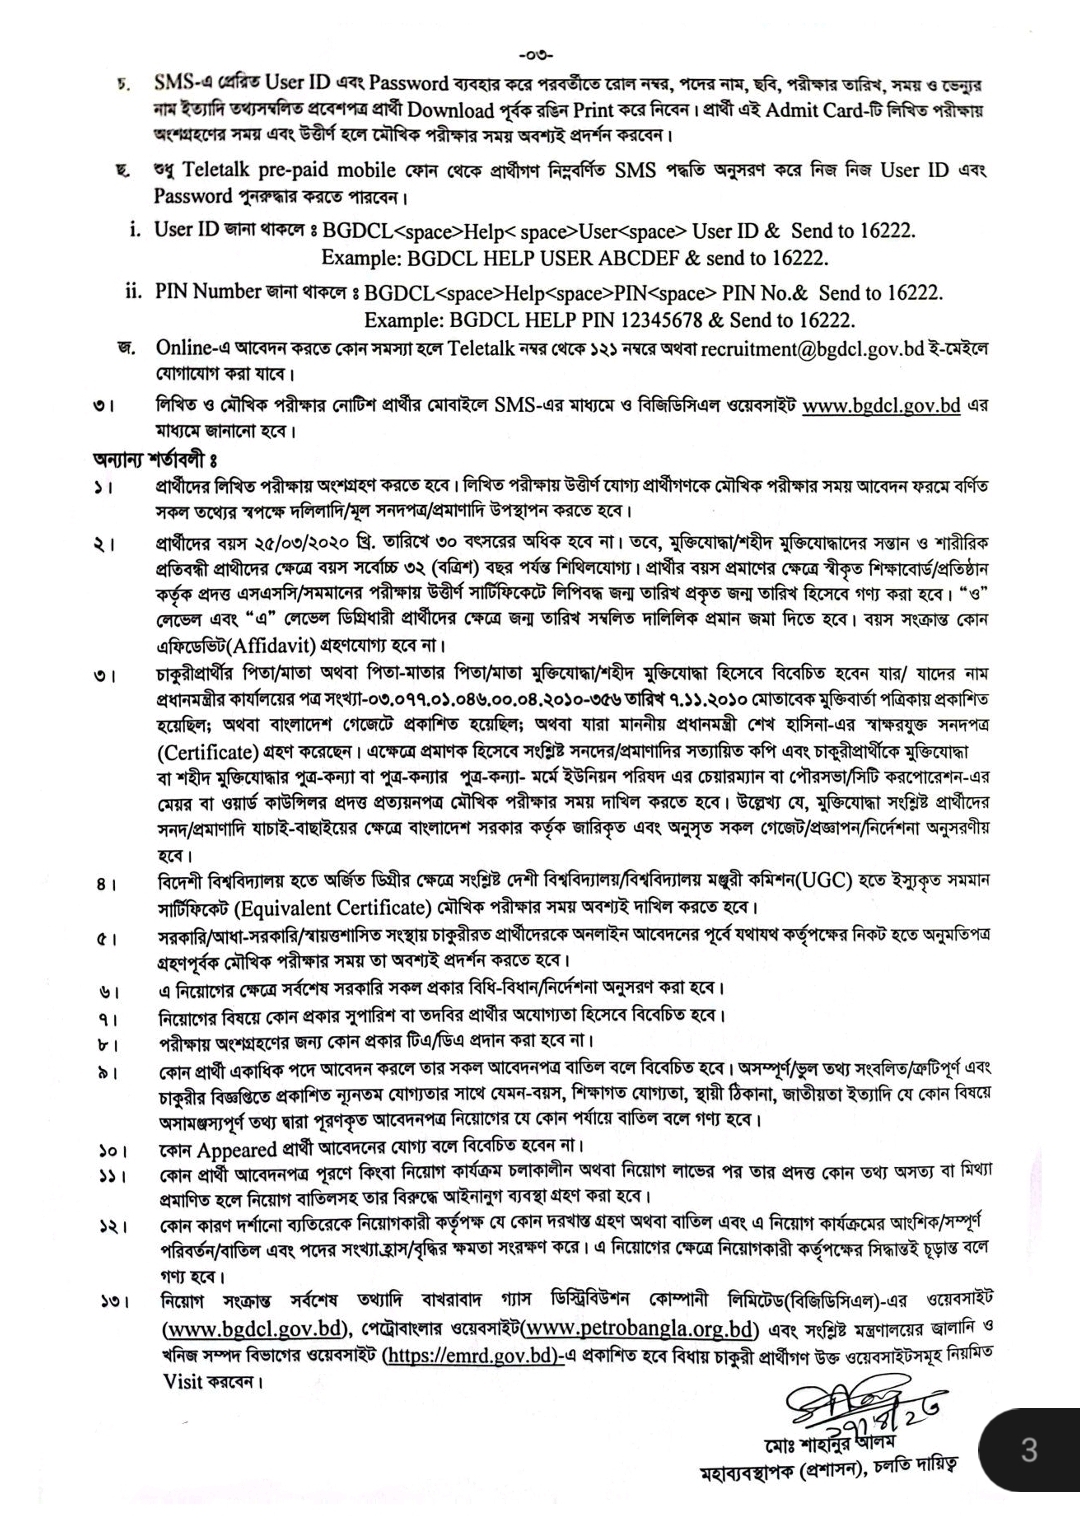 -০৩-
চ. SMS-এ প্রেরিত User ID এবং Password ব্যবহার করে পরবর্তীতে রোল নম্বর, পদের নাম, ছবি, পরীক্ষার তারিখ, সময় ও ভেন্যুর
নাম ইত্যাদি তথ্যসম্বলিত প্রবেশপত্র প্রার্থী Download পূর্বক রঙিন Print করে নিবেন। প্রার্থী এই Admit Card-টি লিখিত পরীক্ষায়
অংশগ্রহণের সময় এবং উত্তীর্ণ হলে মৌখিক পরীক্ষার সময় অবশ্যই প্রদর্শন করবেন।
ছ. শুধু Teletalk pre-paid mobile ফোন থেকে প্রার্থীগণ নিম্নবর্ণিত SMS পদ্ধতি অনুসরণ করে নিজ নিজ User ID এবং
Password পুনরুদ্ধার করতে পারবেন।
i. User ID জানা থাকলে ঃ BGDCL<space>Help< space>User<space> User ID & Send to 16222.
Example: BGDCL HELP USER ABCDEF & send to 16222.
ii. PIN Number জানা থাকলে ঃ BGDCL<space>Help<space>PIN<space> PIN No.& Send to 16222.
Example: BGDCL HELP PIN 12345678 & Send to 16222.
জ. Online-এ আবেদন করতে কোন সমস্যা হলে Teletalk নম্বর থেকে ১২১ নম্বরে অথবা recruitment@bgdcl.gov.bd ই-মেইলে
যোগাযোগ করা যাবে।
৩। লিখিত ও মৌখিক পরীক্ষার নোটিশ প্রার্থীর মোবাইলে SMS-এর মাধ্যমে ও বিজিডিসিএল ওয়েবসাইট www.bgdcl.gov.bd এর
মাধ্যমে জানানো হবে।
অন্যান্য শর্তাবলী ঃ
১। প্রার্থীদের লিখিত পরীক্ষায় অংশগ্রহণ করতে হবে। লিখিত পরীক্ষায় উত্তীর্ণ যোগ্য প্রার্থীগণকে মৌখিক পরীক্ষার সময় আবেদন ফরমে বর্ণিত
সকল তথ্যের স্বপক্ষে দলিলাদি/মূল সনদপত্র/প্রমাণাদি উপস্থাপন করতে হবে।
২। প্রার্থীদের বয়স ২৫/০৩/২০২০ খ্রি. তারিখে ৩০ বৎসরের অধিক হবে না। তবে, মুক্তিযোদ্ধা/শহীদ মুক্তিযোদ্ধাদের সন্তান ও শারীরিক
প্রতিবন্ধী প্রার্থীদের ক্ষেত্রে বয়স সর্বোচ্চ ৩২ (বত্রিশ) বছর পর্যন্ত শিথিলযোগ্য। প্রার্থীর বয়স প্রমাণের ক্ষেত্রে স্বীকৃত শিক্ষাবোর্ড/প্রতিষ্ঠান
কর্তৃক প্রদত্ত এসএসসি/সমমানের পরীক্ষায় উত্তীর্ণ সার্টিফিকেটে লিপিবদ্ধ জন্ম তারিখ প্রকৃত জন্ম তারিখ হিসেবে গণ্য করা হবে। “ও”
লেভেল এবং “এ” লেভেল ডিগ্রিধারী প্রার্থীদের ক্ষেত্রে জন্ম তারিখ সম্বলিত দালিলিক প্রমান জমা দিতে হবে। বয়স সংক্রান্ত কোন
এফিডেভিট(Affidavit) গ্রহণযোগ্য হবে না।
৩। চাকুরীপ্রার্থীর পিতা/মাতা অথবা পিতা-মাতার পিতা/মাতা মুক্তিযোদ্ধা/শহীদ মুক্তিযোদ্ধা হিসেবে বিবেচিত হবেন যার/ যাদের নাম
প্রধানমন্ত্রীর কার্যালয়ের পত্র সংখ্যা-০৩.০৭৭.০১.০৪৬.০০.০৪.২০১০-৩৫৬ তারিখ ৭.১১.২০১০ মোতাবেক মুক্তিবার্তা পত্রিকায় প্রকাশিত
হয়েছিল; অথবা বাংলাদেশ গেজেটে প্রকাশিত হয়েছিল; অথবা যারা মাননীয় প্রধানমন্ত্রী শেখ হাসিনা-এর স্বাক্ষরযুক্ত সনদপত্র
(Certificate) গ্রহণ করেছেন। এক্ষেত্রে প্রমাণক হিসেবে সংশ্লিষ্ট সনদের/প্রমাণাদির সত্যায়িত কপি এবং চাকুরীপ্রার্থীকে মুক্তিযোদ্ধা
বা শহীদ মুক্তিযোদ্ধার পুত্র-কন্যা বা পুত্র-কন্যার পুত্র-কন্যা- মর্মে ইউনিয়ন পরিষদ এর চেয়ারম্যান বা পৌরসভা/সিটি করপোরেশন-এর
মেয়র বা ওয়ার্ড কাউন্সিলর প্রদত্ত প্রত্যয়নপত্র মৌখিক পরীক্ষার সময় দাখিল করতে হবে। উল্লেখ্য যে, মুক্তিযোদ্ধা সংশ্লিষ্ট প্রার্থীদের
সনদ/প্রমাণাদি যাচাই-বাছাইয়ের ক্ষেত্রে বাংলাদেশ সরকার কর্তৃক জারিকৃত এবং অনুসৃত সকল গেজেট/প্রজ্ঞাপন/নির্দেশনা অনুসরণীয়
হবে।
৪। বিদেশী বিশ্ববিদ্যালয় হতে অর্জিত ডিগ্রীর ক্ষেত্রে সংশ্লিষ্ট দেশী বিশ্ববিদ্যালয়/বিশ্ববিদ্যালয় মঞ্জুরী কমিশন(UGC) হতে ইস্যুকৃত সমমান
সার্টিফিকেট (Equivalent Certificate) মৌখিক পরীক্ষার সময় অবশ্যই দাখিল করতে হবে।
৫। সরকারি/আধা-সরকারি/স্বায়ত্তশাসিত সংস্থায় চাকুরীরত প্রার্থীদেরকে অনলাইন আবেদনের পূর্বে যথাযথ কর্তৃপক্ষের নিকট হতে অনুমতিপত্র
গ্রহণপূর্বক মৌখিক পরীক্ষার সময় তা অবশ্যই প্রদর্শন করতে হবে।
৬। এ নিয়োগের ক্ষেত্রে সর্বশেষ সরকারি সকল প্রকার বিধি-বিধান/নির্দেশনা অনুসরণ করা হবে।
৭। নিয়োগের বিষয়ে কোন প্রকার সুপারিশ বা তদবির প্রার্থীর অযোগ্যতা হিসেবে বিবেচিত হবে।
৮। পরীক্ষায় অংশগ্রহণের জন্য কোন প্রকার টিএ/ডিএ প্রদান করা হবে না।
৯। কোন প্রার্থী একাধিক পদে আবেদন করলে তার সকল আবেদনপত্র বাতিল বলে বিবেচিত হবে। অসম্পূর্ণ/ভুল তথ্য সংবলিত/ত্রুটিপূর্ণ এবং
চাকুরীর বিজ্ঞপ্তিতে প্রকাশিত ন্যূনতম যোগ্যতার সাথে যেমন-বয়স, শিক্ষাগত যোগ্যতা, স্থায়ী ঠিকানা, জাতীয়তা ইত্যাদি যে কোন বিষয়ে
অসামঞ্জস্যপূর্ণ তথ্য দ্বারা পূরণকৃত আবেদনপত্র নিয়োগের যে কোন পর্যায়ে বাতিল বলে গণ্য হবে।
১০। কোন Appeared প্রার্থী আবেদনের যোগ্য বলে বিবেচিত হবেন না।
১১। কোন প্রার্থী আবেদনপত্র পূরণে কিংবা নিয়োগ কার্যক্রম চলাকালীন অথবা নিয়োগ লাভের পর তার প্রদত্ত কোন তথ্য অসত্য বা মিথ্যা
প্রমাণিত হলে নিয়োগ বাতিলসহ তার বিরুদ্ধে আইনানুগ ব্যবস্থা গ্রহণ করা হবে।
১২। কোন কারণ দর্শানো ব্যতিরেকে নিয়োগকারী কর্তৃপক্ষ যে কোন দরখাস্ত গ্রহণ অথবা বাতিল এবং এ নিয়োগ কার্যক্রমের আংশিক/সম্পূর্ণ
পরিবর্তন/বাতিল এবং পদের সংখ্যা হ্রাস/বৃদ্ধির ক্ষমতা সংরক্ষণ করে। এ নিয়োগের ক্ষেত্রে নিয়োগকারী কর্তৃপক্ষের সিদ্ধান্তই চূড়ান্ত বলে
গণ্য হবে।
১৩। নিয়োগ সংক্রান্ত সর্বশেষ তথ্যাদি বাখরাবাদ গ্যাস ডিস্ট্রিবিউশন কোম্পানী লিমিটেড(বিজিডিসিএল)-এর ওয়েবসাইট
(www.bgdcl.gov.bd), পেট্রোবাংলার ওয়েবসাইট(www.petrobangla.org.bd) এবং সংশ্লিষ্ট মন্ত্রণালয়ের জ্বালানি ও
খনিজ সম্পদ বিভাগের ওয়েবসাইট (https://emrd.gov.bd)-এ প্রকাশিত হবে বিধায় চাকুরী প্রার্থীগণ উক্ত ওয়েবসাইটসমূহ নিয়মিত
Visit করবেন।
মোঃ শাহানুর আলম
মহাব্যবস্থাপক (প্রশাসন), চলতি দায়িত্ব
3